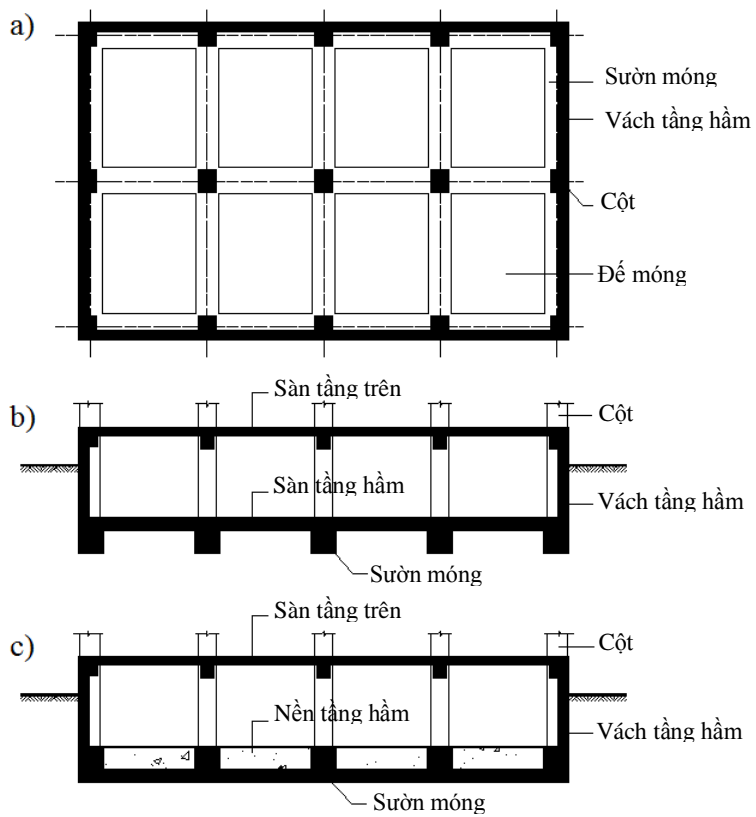 a)
Sườn móng
Vách tầng hầm
Cột
Đế móng
b)
Sàn tầng trên
Cột
Sàn tầng hầm
Vách tầng hầm
Sườn móng
c)
Sàn tầng trên
Cột
Nền tầng hầm
Vách tầng hầm
Sườn móng